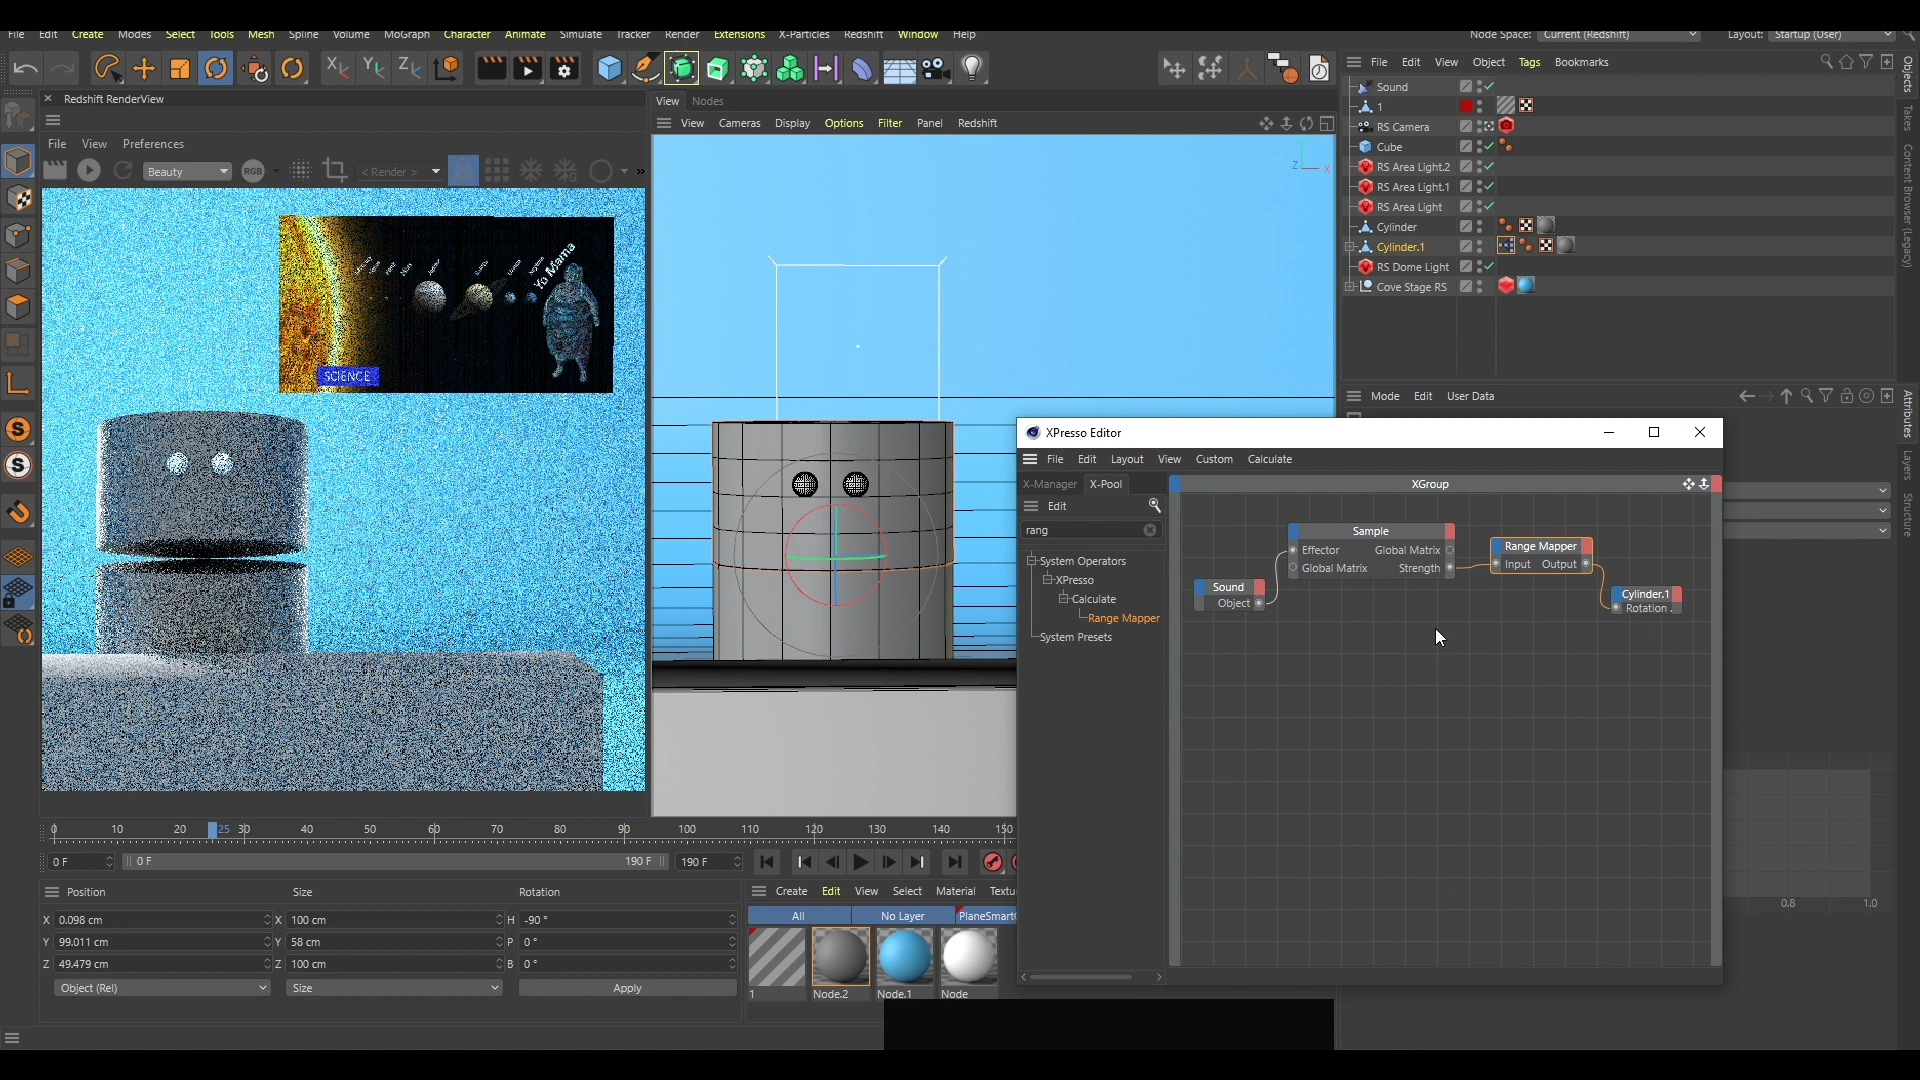 File Edit Create Modes Select Tools Mesh Spline Volume MoGraph Character Animate Simulate Tracker Render Extensions X-Particles Redshift Window Help
Node Space: Current (Redshift) Layout: Startup (User)
Redshift RenderView
File View Preferences
Beauty RGB < Render >
SCIENCE
Yo Mama
View Nodes
View Cameras Display Options Filter Panel Redshift
Z X
File Edit View Object Tags Bookmarks
Sound
1
RS Camera
Cube
RS Area Light.2
RS Area Light.1
RS Area Light
Cylinder
Cylinder.1
RS Dome Light
Cove Stage RS
Objects
Takes
Content Browser (Legacy)
Mode Edit User Data
Attributes
Layers
Structure
XPresso Editor
File Edit Layout View Custom Calculate
X-Manager X-Pool
Edit
rang
System Operators
XPresso
Calculate
Range Mapper
System Presets
XGroup
Sample
Effector Global Matrix
Global Matrix Strength
Sound
Object
Range Mapper
Input Output
Cylinder.1
Rotation .
0.8 1.0
0 10 20 25 30 40 50 60 70 80 90 100 110 120 130 140 150
0 F 0 F 190 F 190 F
Position Size Rotation
X 0.098 cm X 100 cm H -90 °
Y 99.011 cm Y 58 cm P 0 °
Z 49.479 cm Z 100 cm B 0 °
Object (Rel) Size Apply
Create Edit View Select Material Textu
All No Layer PlaneSmart
1 Node.2 Node.1 Node